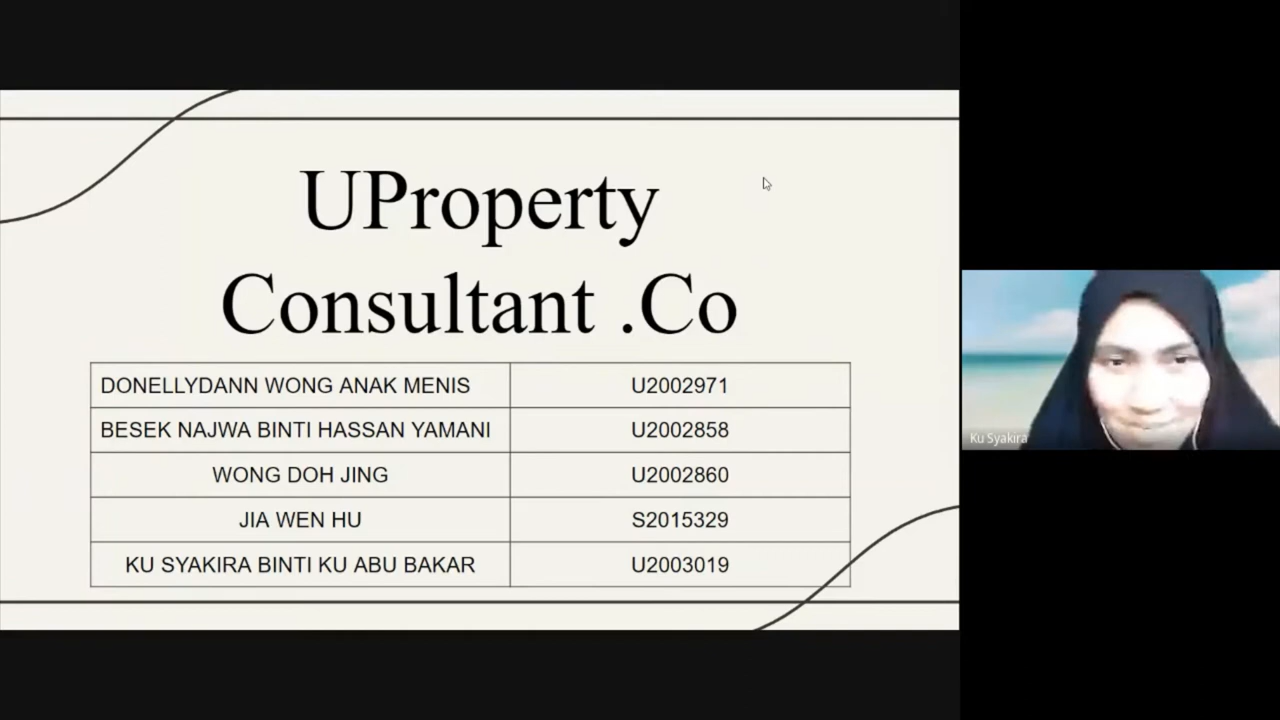 UProperty
Consultant .Co
DONELLYDANN WONG ANAK MENIS U2002971
BESEK NAJWA BINTI HASSAN YAMANI U2002858
WONG DOH JING U2002860
JIA WEN HU S2015329
KU SYAKIRA BINTI KU ABU BAKAR U2003019
Ku Syakira